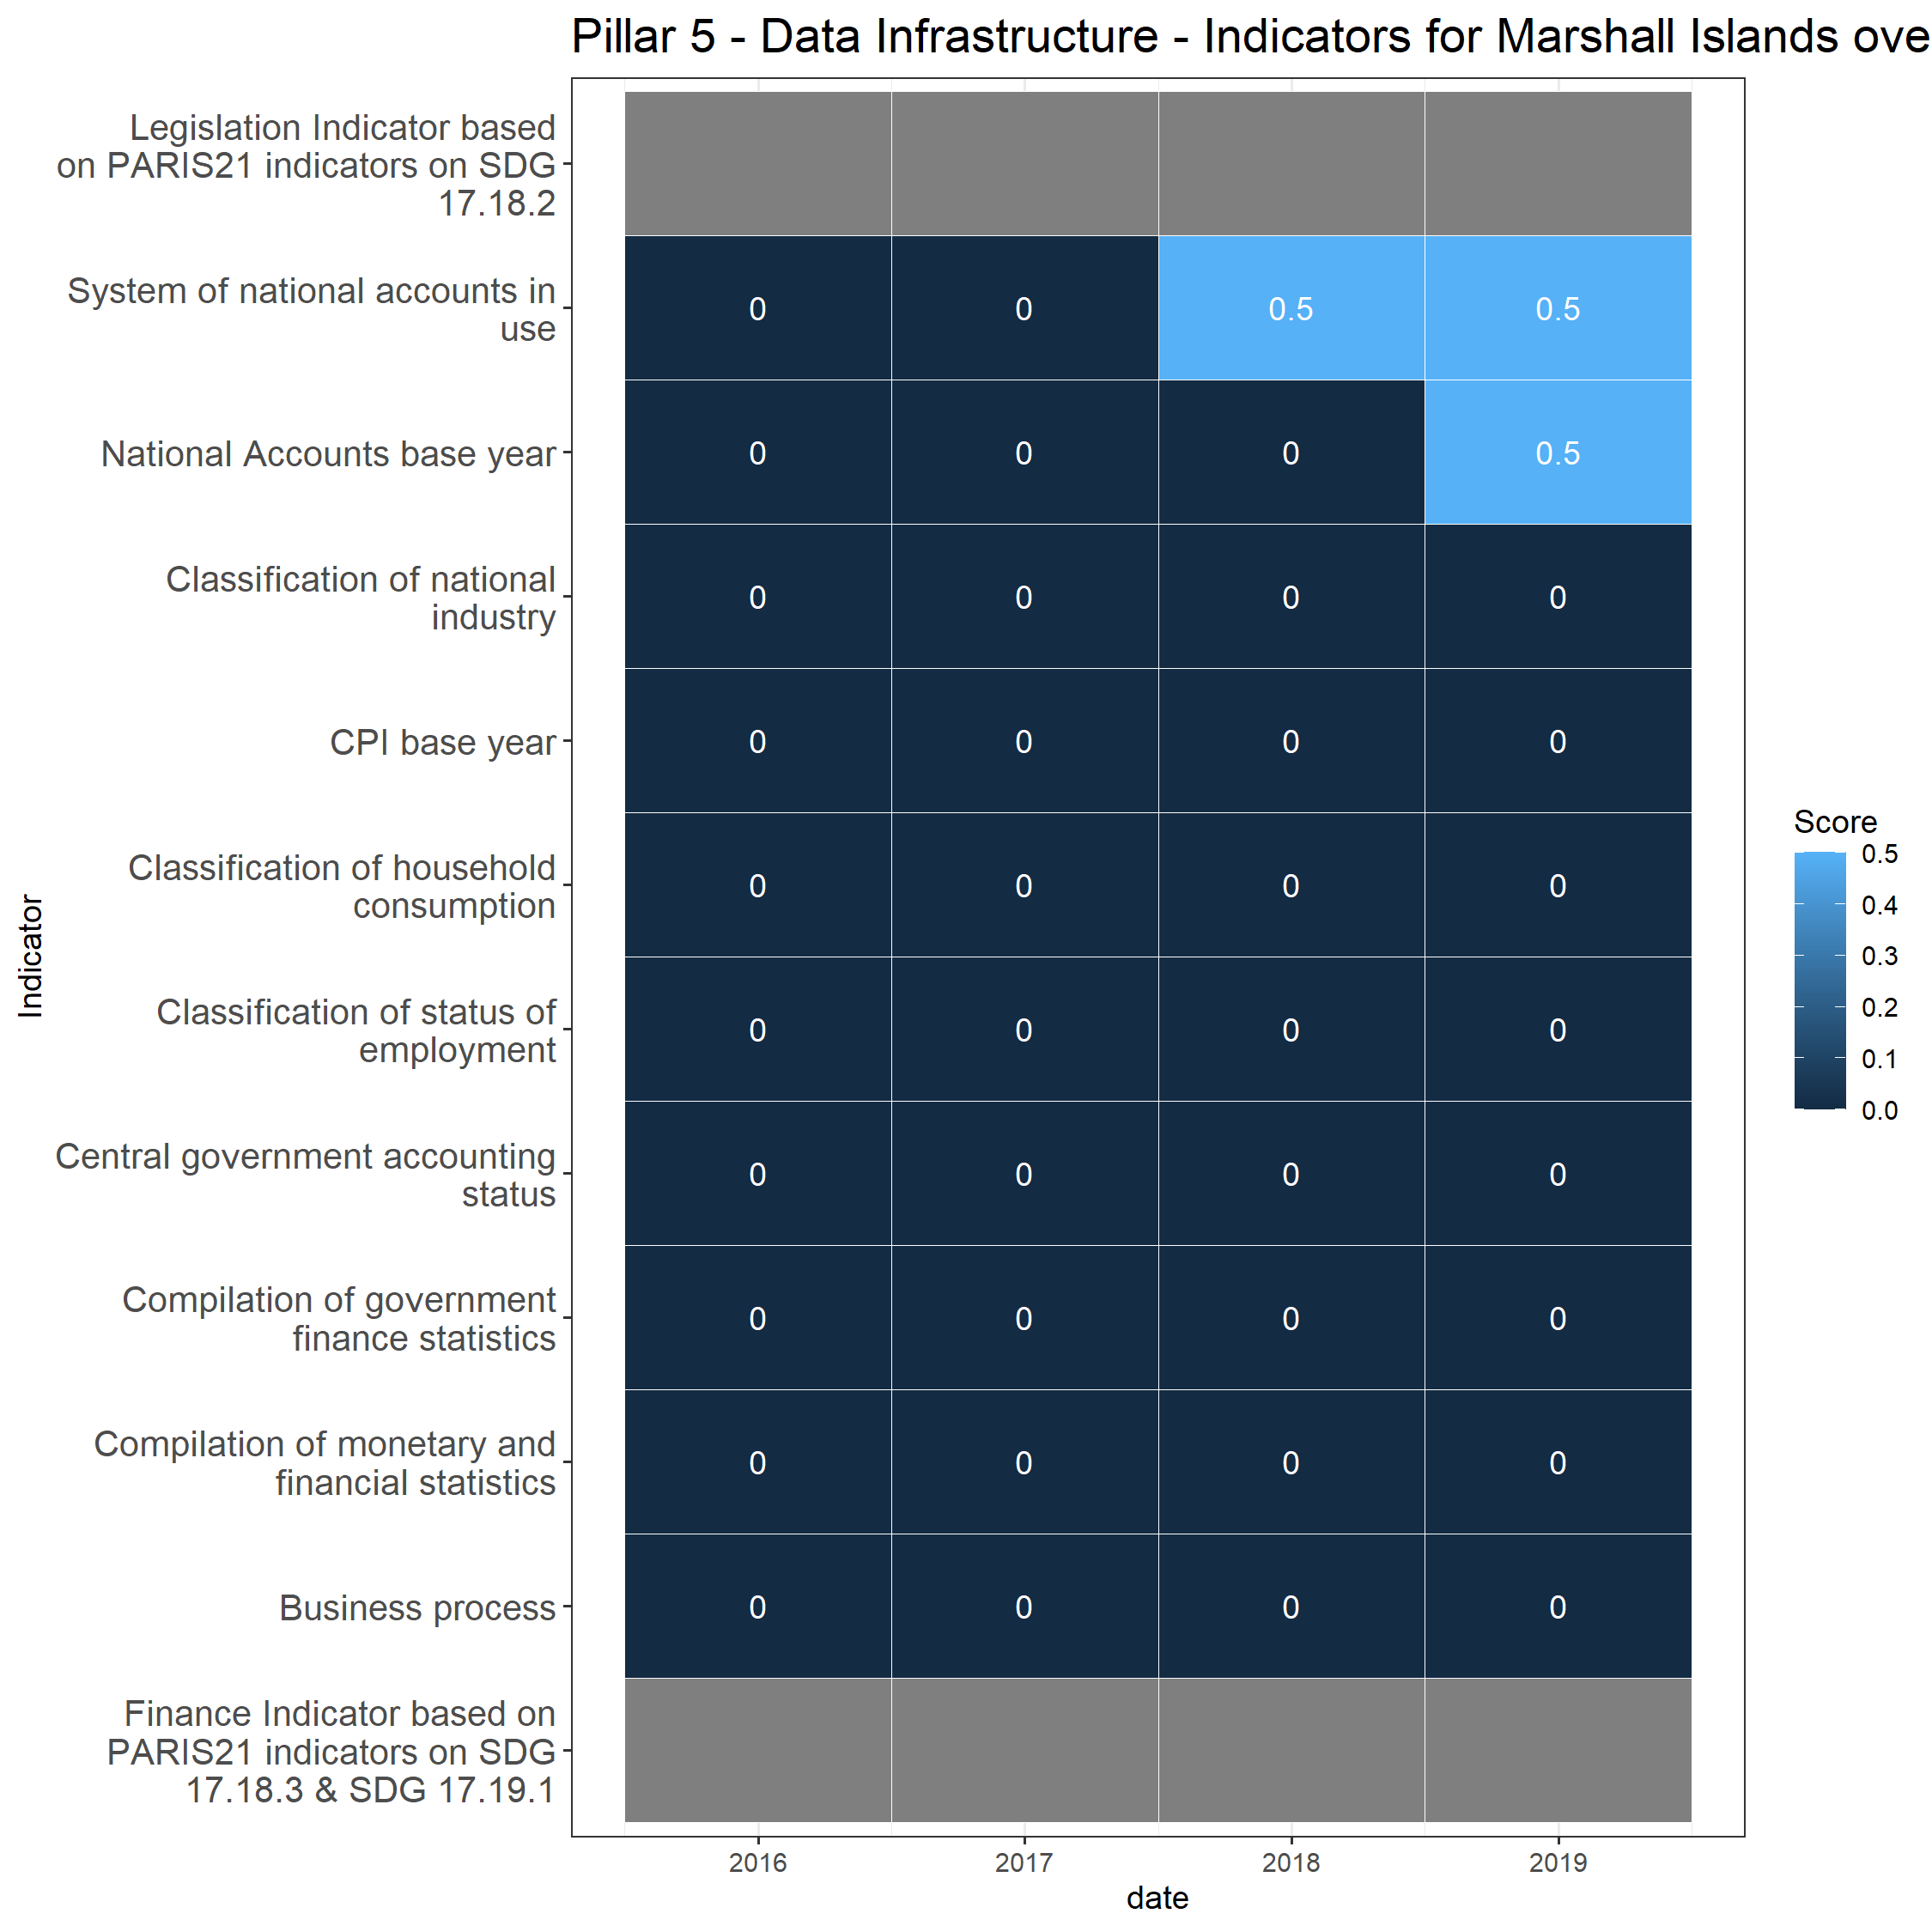 Pillar 5 - Data Infrastructure - Indicators for Marshall Islands ove
Legislation Indicator based
on PARIS21 indicators on SDG
17.18.2
System of national accounts in
use
0 0 0.5 0.5
National Accounts base year
0 0 0 0.5
Classification of national
industry
0 0 0 0
CPI base year
0 0 0 0
Classification of household
consumption
0 0 0 0
Classification of status of
employment
0 0 0 0
Central government accounting
status
0 0 0 0
Compilation of government
finance statistics
0 0 0 0
Compilation of monetary and
financial statistics
0 0 0 0
Business process
0 0 0 0
Finance Indicator based on
PARIS21 indicators on SDG
17.18.3 & SDG 17.19.1
Indicator
2016 2017 2018 2019
date
Score
0.5
0.4
0.3
0.2
0.1
0.0